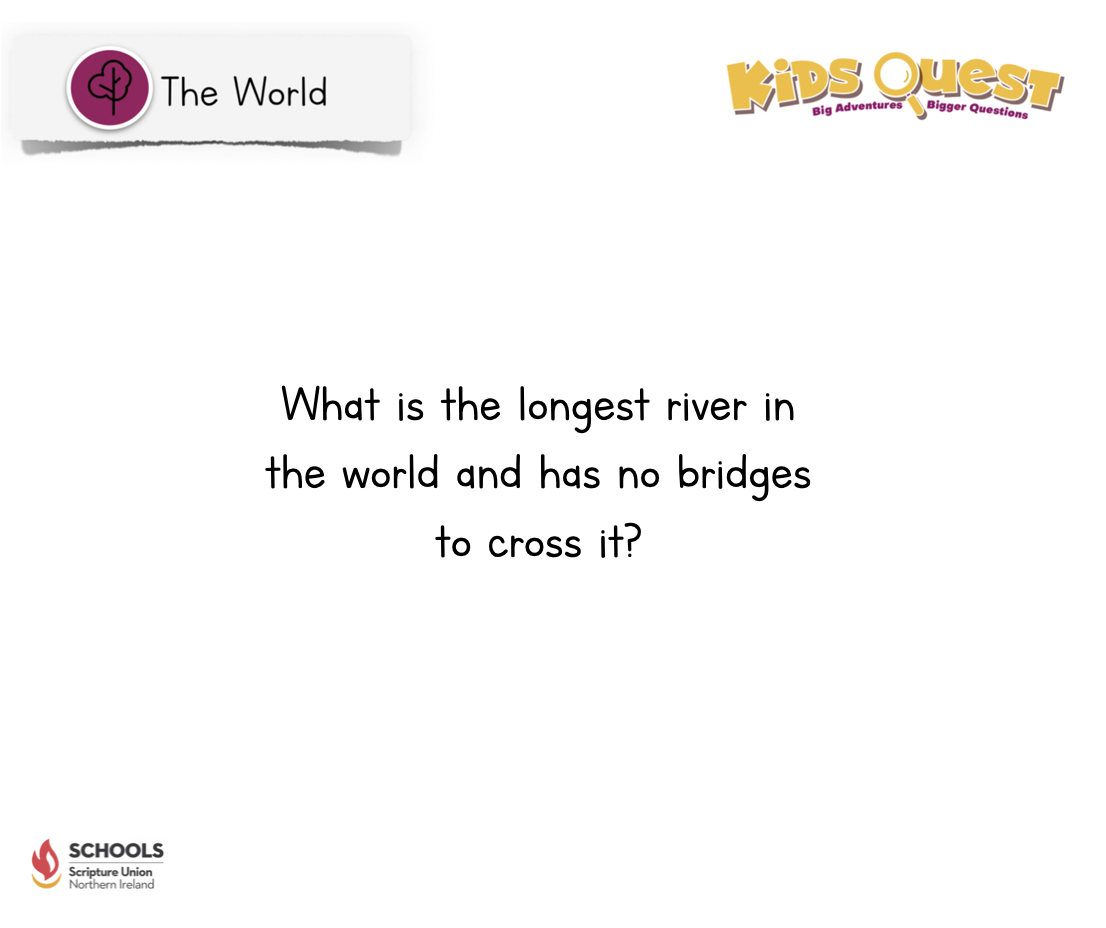 The World
KiDS QUEST
Big Adventures Bigger Questions
What is the longest river in
the world and has no bridges
to cross it?
SCHOOLS
Scripture Union
Northern Ireland